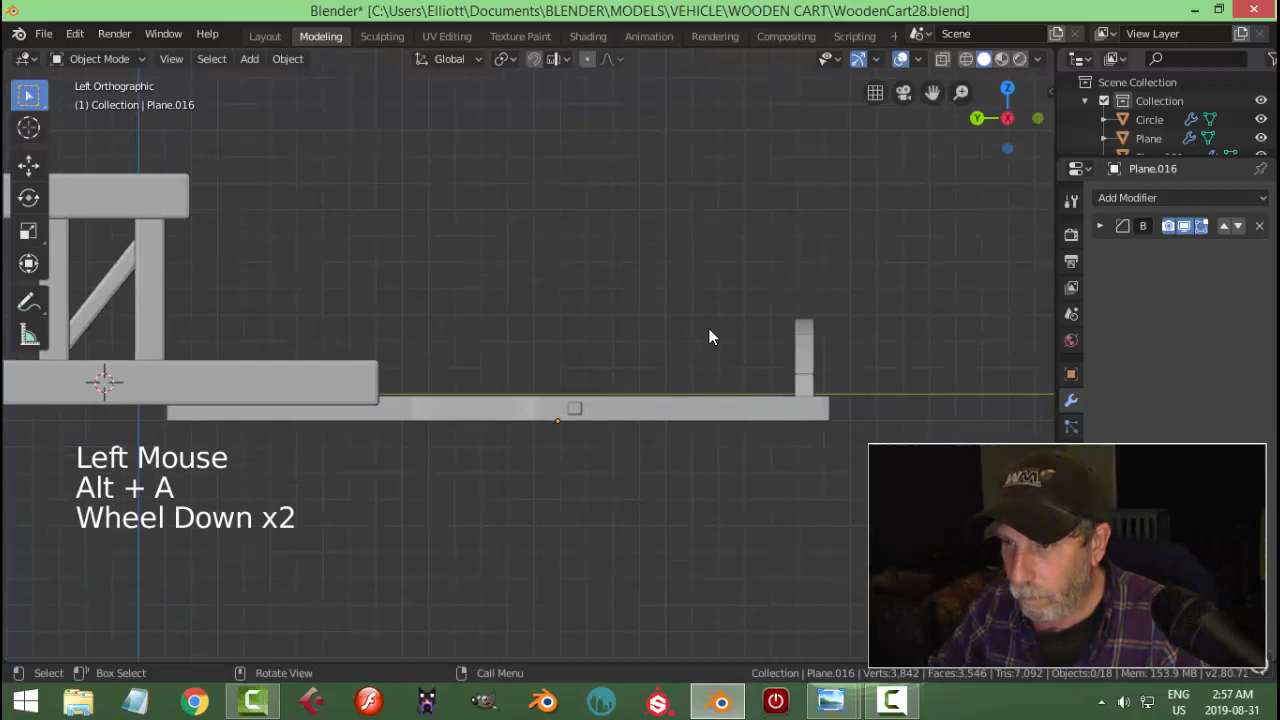 Blender* [C:\Users\Elliott\Documents\BLENDER\MODELS\VEHICLE\WOODEN CART\WoodenCart28.blend]
File Edit Render Window Help Layout Modeling Sculpting UV Editing Texture Paint Shading Animation Rendering Compositing Scripting + Scene View Layer
Object Mode View Select Add Object Global
Left Orthographic
(1) Collection | Plane.016
Z
Y X
Scene Collection
Collection
Circle
Plane
Plane.016
Add Modifier
B
Left Mouse
Alt + A
Wheel Down x2
Select Box Select Rotate View Call Menu Collection | Plane.016 | Verts:3,842 | Faces:3,546 | Tris:7,092 | Objects:0/18 | Mem: 153.9 MB | v2.80.7
ENG 2:57 AM
US 2019-08-31